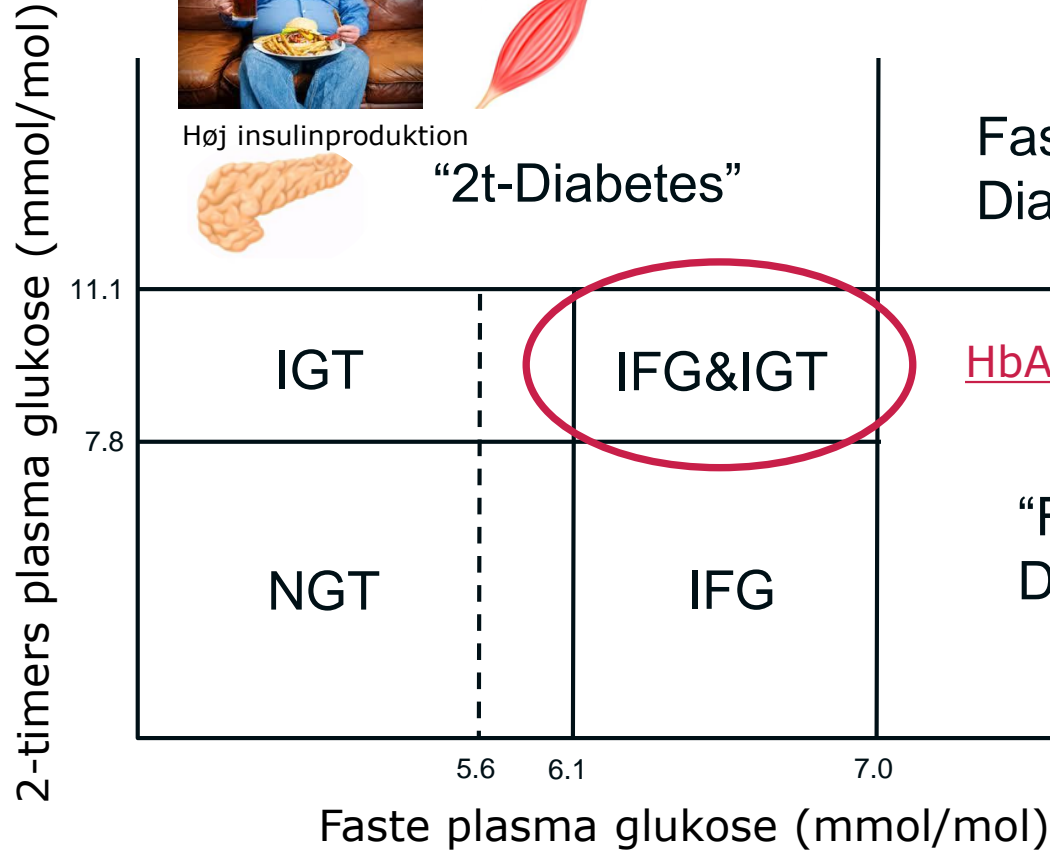 2-timers plasma glukose (mmol/mol)
Høj insulinproduktion
“2t-Diabetes”
Fas
Dia
11.1
IGT
IFG&IGT
HbA
7.8
NGT
IFG
“F
D
5.6
6.1
7.0
Faste plasma glukose (mmol/mol)